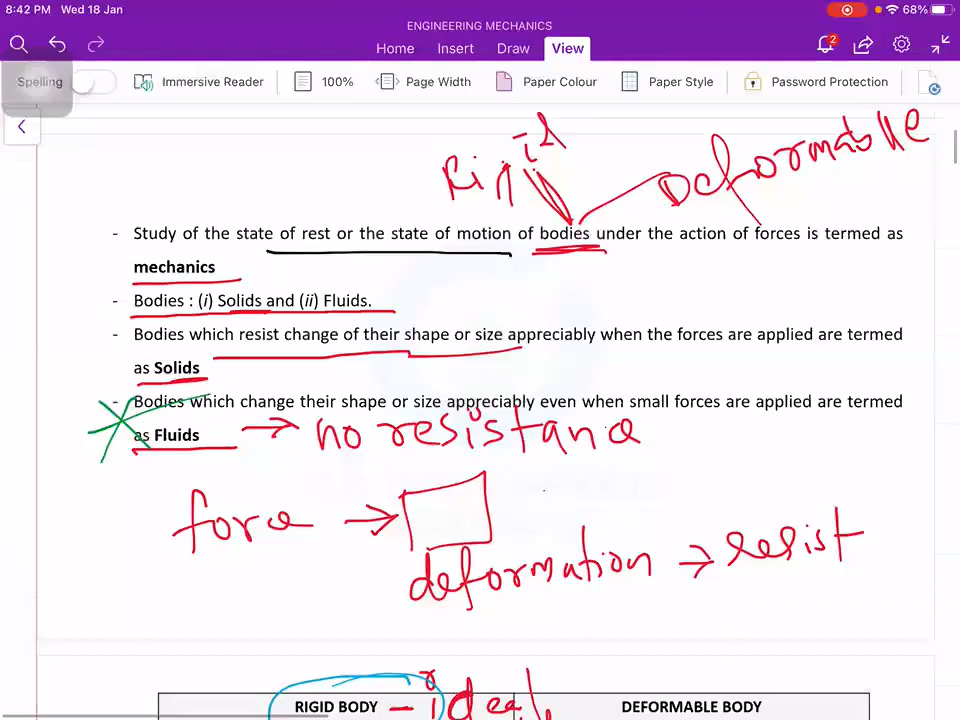 8:42 PM Wed 18 Jan
68%
ENGINEERING MECHANICS
Home Insert Draw View
2
Spelling Immersive Reader 100% Page Width Paper Colour Paper Style Password Protection
Rigid
Deformable
- Study of the state of rest or the state of motion of bodies under the action of forces is termed as
mechanics
- Bodies : (i) Solids and (ii) Fluids.
- Bodies which resist change of their shape or size appreciably when the forces are applied are termed
as Solids
- Bodies which change their shape or size appreciably even when small forces are applied are termed
as Fluids → no resistance
force →
deformation → resist
RIGID BODY – ideal DEFORMABLE BODY